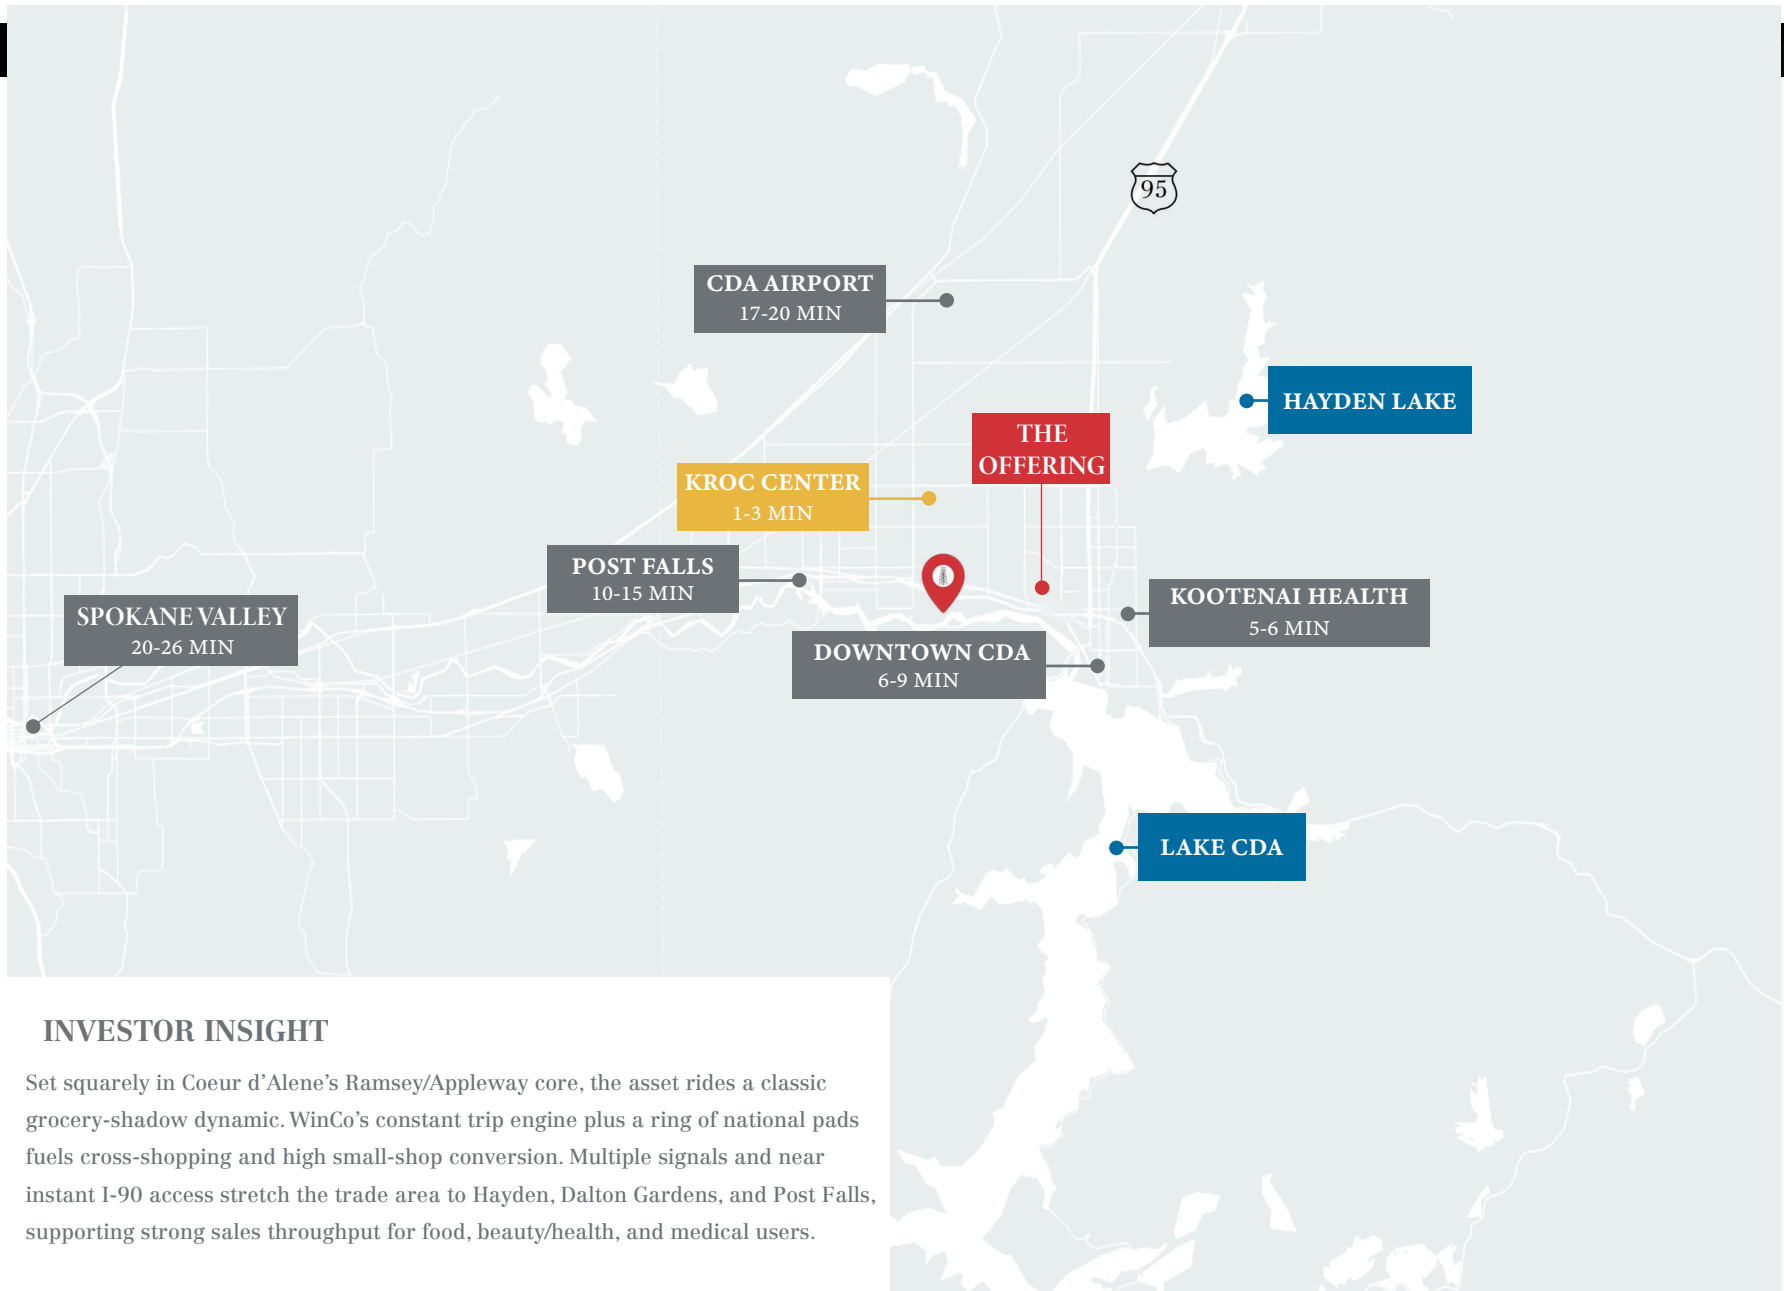 95
CDA AIRPORT
17-20 MIN
HAYDEN LAKE
THE
OFFERING
KROC CENTER
1-3 MIN
POST FALLS
10-15 MIN
SPOKANE VALLEY
20-26 MIN
KOOTENAI HEALTH
5-6 MIN
DOWNTOWN CDA
6-9 MIN
LAKE CDA
INVESTOR INSIGHT
Set squarely in Coeur d’Alene’s Ramsey/Appleway core, the asset rides a classic
grocery-shadow dynamic. WinCo’s constant trip engine plus a ring of national pads
fuels cross-shopping and high small-shop conversion. Multiple signals and near
instant I-90 access stretch the trade area to Hayden, Dalton Gardens, and Post Falls,
supporting strong sales throughput for food, beauty/health, and medical users.